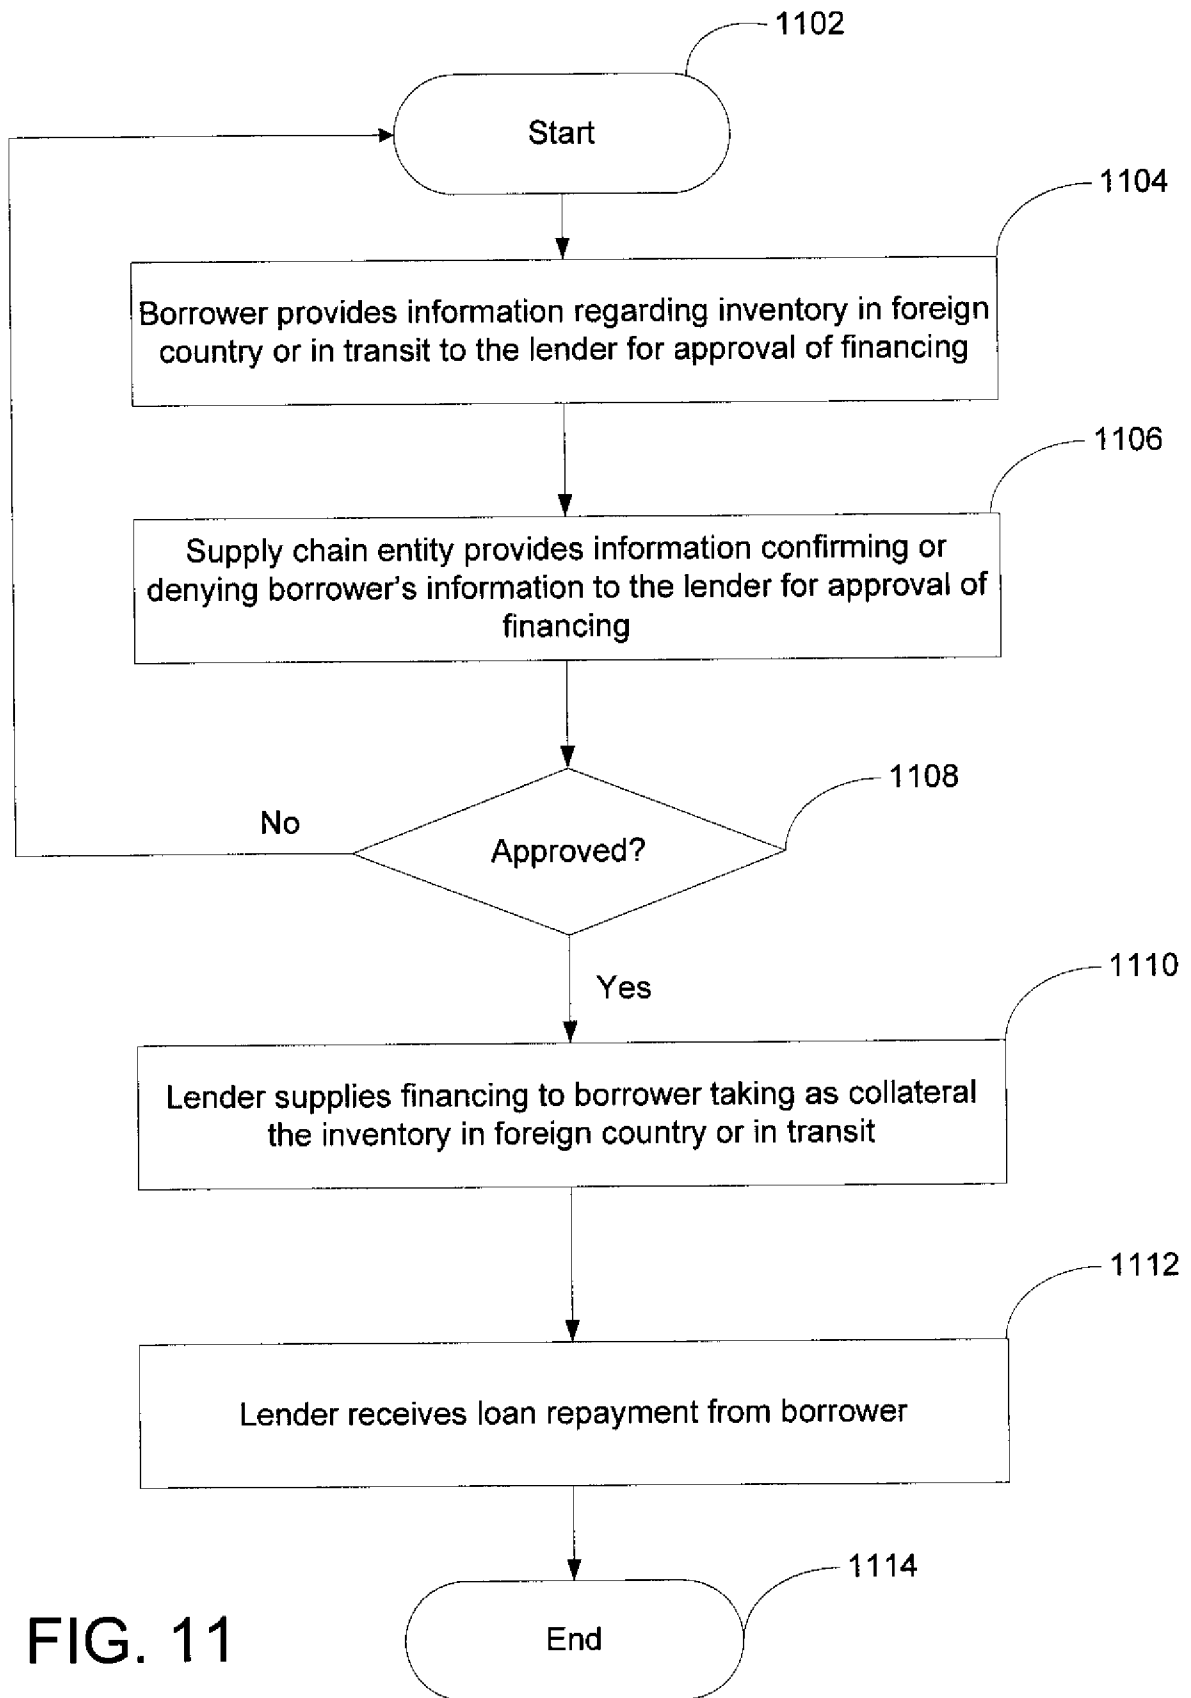 1102
Start
1104
Borrower provides information regarding inventory in foreign
country or in transit to the lender for approval of financing
1106
Supply chain entity provides information confirming or
denying borrower's information to the lender for approval of
financing
1108
No
Approved?
Yes
1110
Lender supplies financing to borrower taking as collateral
the inventory in foreign country or in transit
1112
Lender receives loan repayment from borrower
1114
End
FIG. 11